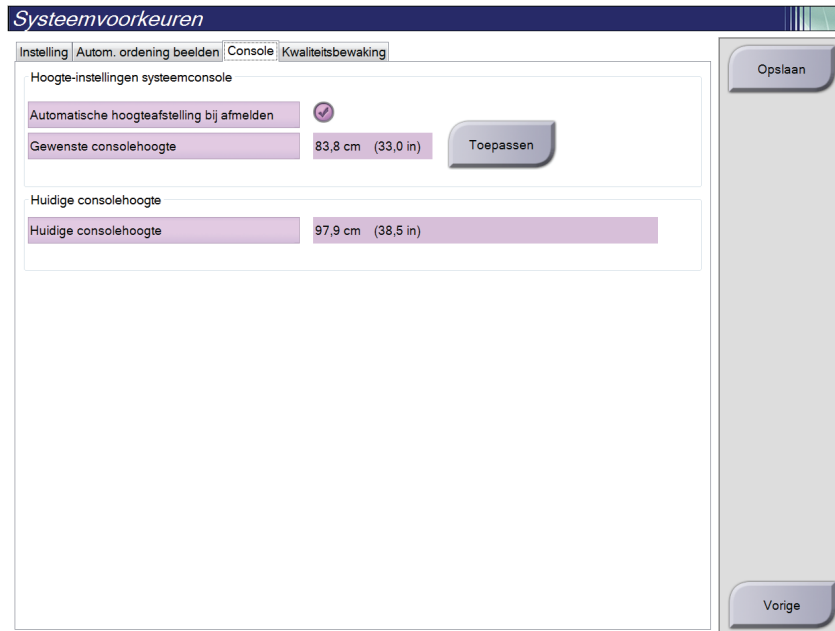 Systeemvoorkeuren
Instelling Autom. ordening beelden Console Kwaliteitsbewaking
Opslaan
Hoogte-instellingen systeemconsole
Automatische hoogteafstelling bij afmelden
Gewenste consolehoogte 83,8 cm (33,0 in) Toepassen
Huidige consolehoogte
Huidige consolehoogte 97,9 cm (38,5 in)
Vorige